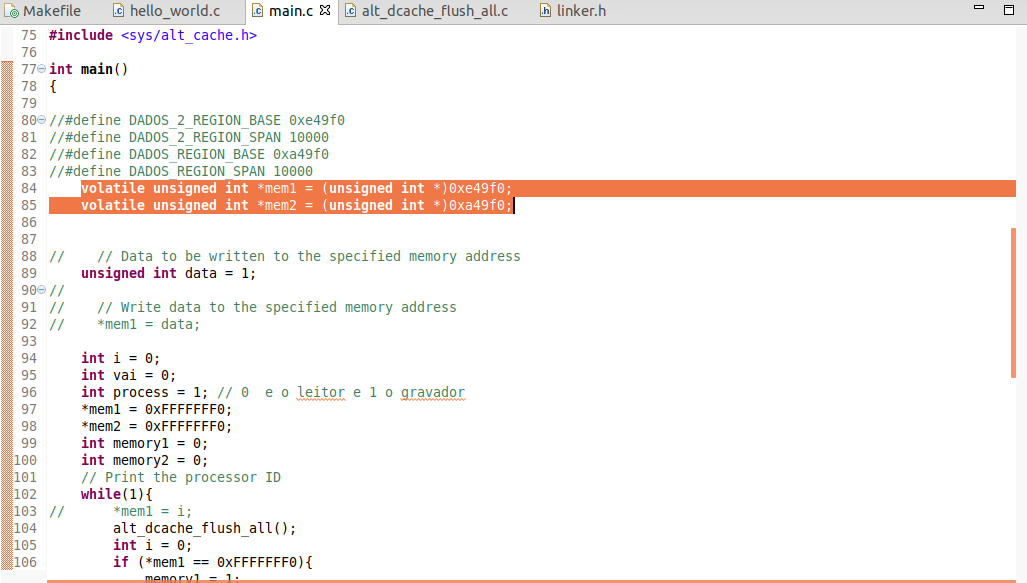 Makefile hello_world.c main.c alt_dcache_flush_all.c linker.h
75 #include <sys/alt_cache.h>
76
77 int main()
78 {
79
80 //#define DADOS_2_REGION_BASE 0xe49f0
81 //#define DADOS_2_REGION_SPAN 10000
82 //#define DADOS_REGION_BASE 0xa49f0
83 //#define DADOS_REGION_SPAN 10000
84     volatile unsigned int *mem1 = (unsigned int *)0xe49f0;
85     volatile unsigned int *mem2 = (unsigned int *)0xa49f0;
86
87
88 //    // Data to be written to the specified memory address
89     unsigned int data = 1;
90 //
91 //    // Write data to the specified memory address
92 //    *mem1 = data;
93
94     int i = 0;
95     int vai = 0;
96     int process = 1; // 0  e o leitor e 1 o gravador
97     *mem1 = 0xFFFFFFF0;
98     *mem2 = 0xFFFFFFF0;
99     int memory1 = 0;
100     int memory2 = 0;
101     // Print the processor ID
102     while(1){
103 //      *mem1 = i;
104         alt_dcache_flush_all();
105         int i = 0;
106         if (*mem1 == 0xFFFFFFF0){
            memory1 = 1;